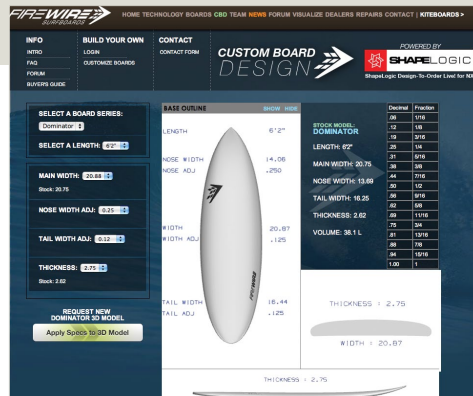 FIREWIRE
SURFBOARDS
HOME TECHNOLOGY BOARDS CBD TEAM NEWS FORUM VISUALIZE DEALERS REPAIRS CONTACT | KITEBOARDS >
INFO
INTRO
FAQ
FORUM
BUYER'S GUIDE
BUILD YOUR OWN
LOGIN
CUSTOMIZE BOARDS
CONTACT
CONTACT FORM
CUSTOM BOARD
DESIGN
POWERED BY
SHAPELOGIC
ShapeLogic Design-To-Order Live! for NX
SELECT A BOARD SERIES:
Dominator
SELECT A LENGTH: 6'2"
MAIN WIDTH: 20.88
Stock: 20.75
NOSE WIDTH ADJ: 0.25
TAIL WIDTH ADJ: 0.12
THICKNESS: 2.75
Stock: 2.62
REQUEST NEW
DOMINATOR 3D MODEL
Apply Specs to 3D Model
BASE OUTLINE SHOW HIDE
LENGTH 6'2"
NOSE WIDTH 14.06
NOSE ADJ .250
WIDTH 20.87
WIDTH ADJ .125
TAIL WIDTH 16.44
TAIL ADJ .125
FIREWIRE
STOCK MODEL:
DOMINATOR
LENGTH: 6'2"
MAIN WIDTH: 20.75
NOSE WIDTH: 13.69
TAIL WIDTH: 16.25
THICKNESS: 2.62
VOLUME: 38.1 L
Decimal Fraction
.06 1/16
.12 1/8
.19 3/16
.25 1/4
.31 5/16
.38 3/8
.44 7/16
.50 1/2
.56 9/16
.62 5/8
.69 11/16
.75 3/4
.81 13/16
.88 7/8
.94 15/16
1.00 1
THICKNESS : 2.75
WIDTH : 20.87
THICKNESS : 2.75